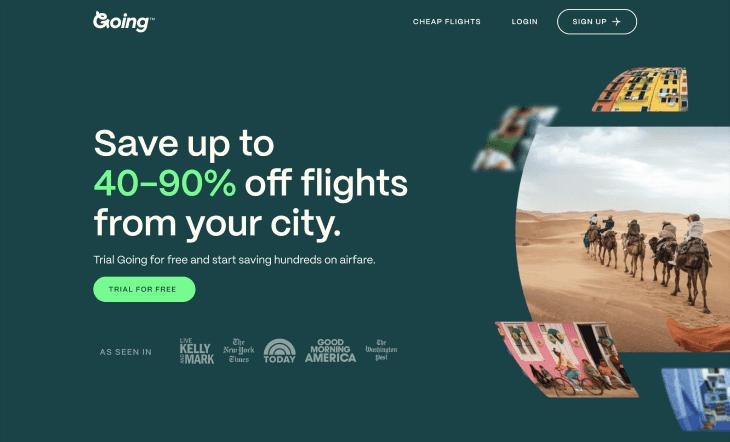 Going™
CHEAP FLIGHTS
LOGIN
SIGN UP →
Save up to
40–90% off flights
from your city.
Trial Going for free and start saving hundreds on airfare.
TRIAL FOR FREE
AS SEEN IN
LIVE
KELLY
AND MARK
The
New York
Times
TODAY
GOOD
MORNING
AMERICA
The
Washington
Post